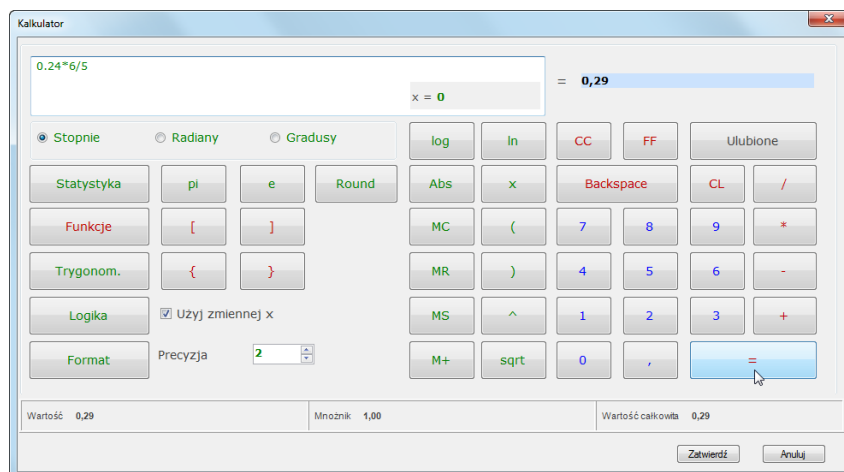 Kalkulator
0.24*6/5
x = 0
= 0,29
Stopnie Radiany Gradusy log ln CC FF Ulubione
Statystyka pi e Round Abs x Backspace CL /
Funkcje [ ] MC ( 7 8 9 *
Trygonom. { } MR ) 4 5 6 -
Logika Użyj zmiennej x MS ^ 1 2 3 +
Format Precyzja 2 M+ sqrt 0 , =
Wartość 0,29 Mnożnik 1,00 Wartość całkowita 0,29
Zatwierdź Anuluj